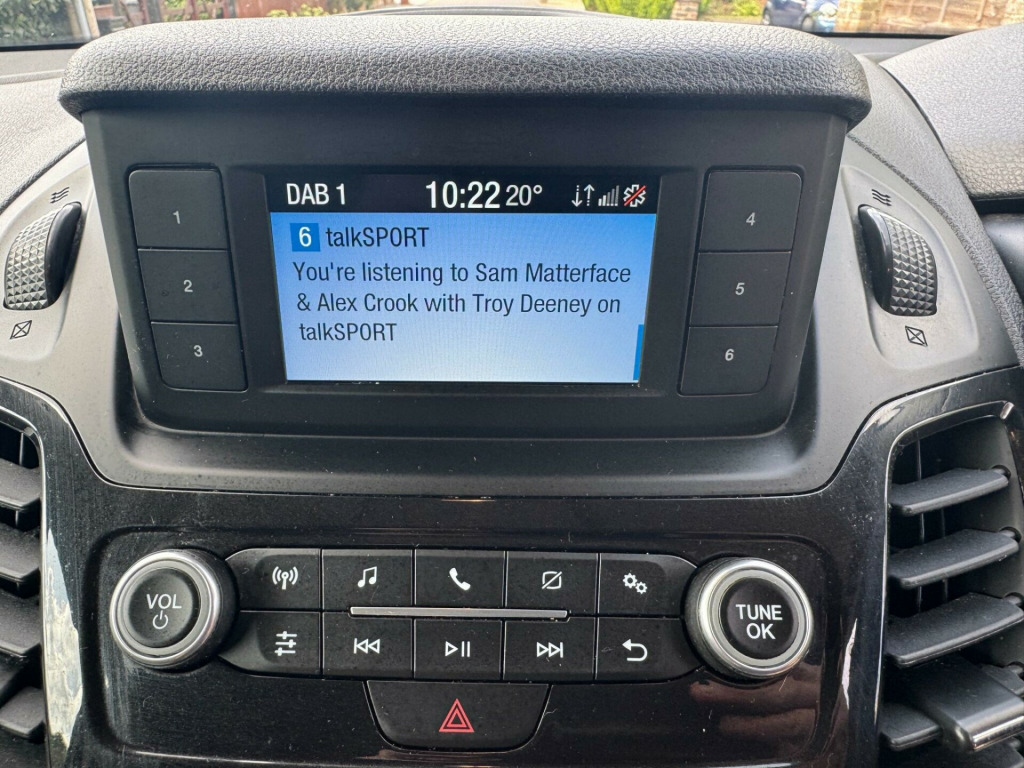 DAB 1 10:22 20°
6 talkSPORT
You're listening to Sam Matterface
& Alex Crook with Troy Deeney on
talkSPORT
1
2
3
4
5
6
VOL
TUNE
OK